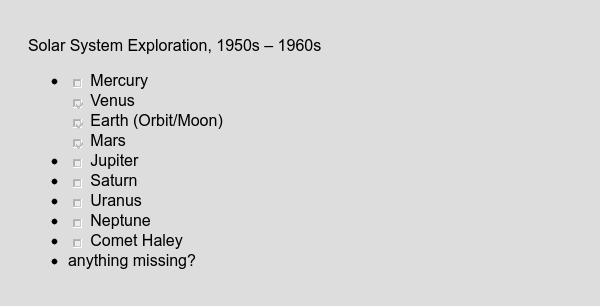 Solar System Exploration, 1950s – 1960s
Mercury
Venus
Earth (Orbit/Moon)
Mars
Jupiter
Saturn
Uranus
Neptune
Comet Haley
anything missing?